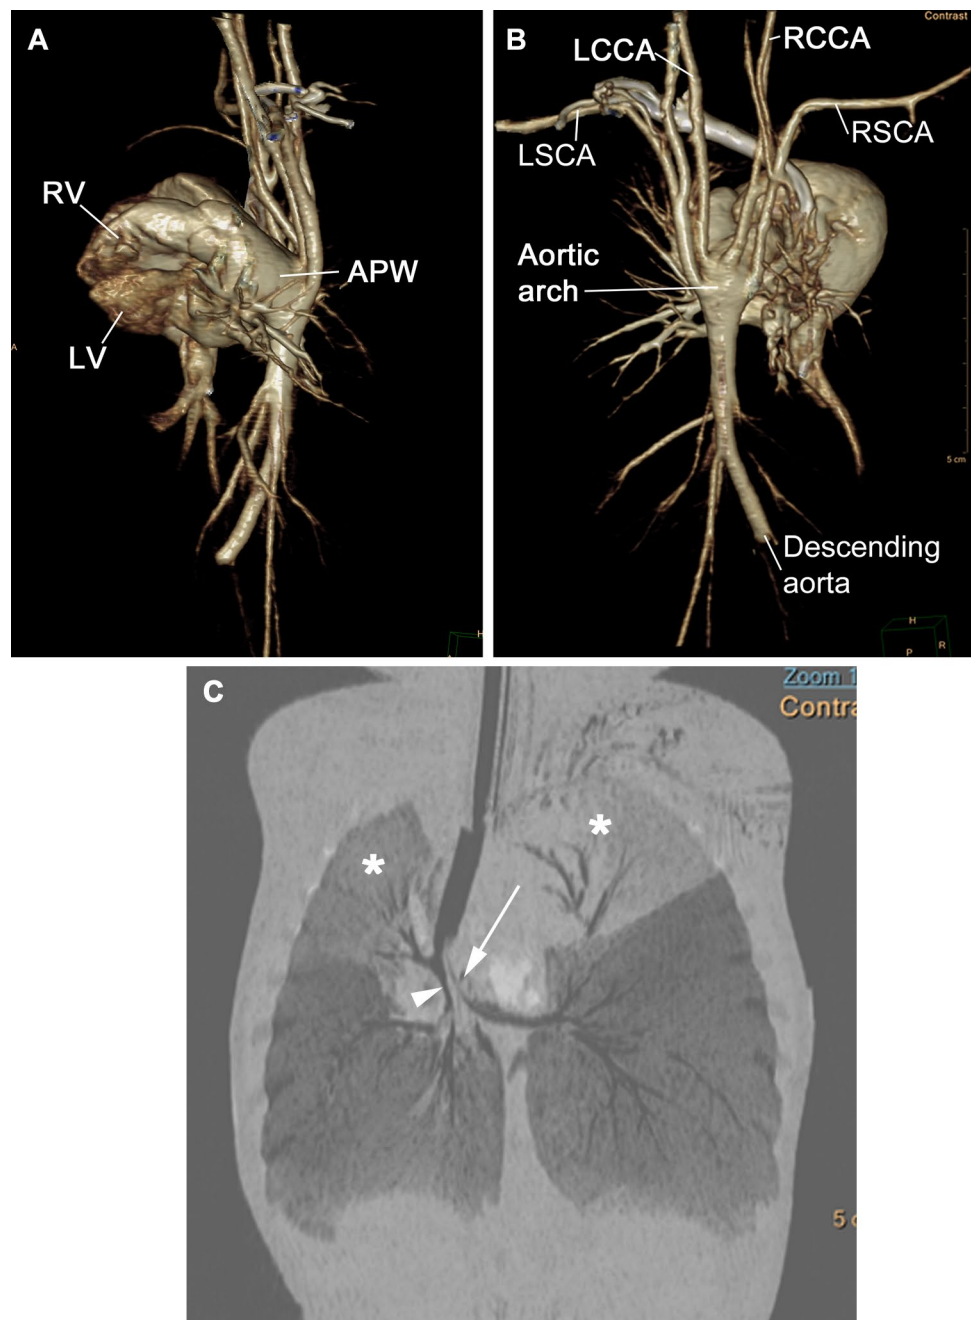 A
RV
APW
LV
A
H
B
Contrast
LCCA
RCCA
LSCA
RSCA
Aortic
arch
5 cm
Descending
aorta
H
P
R
C
Zoom 1
Contra
*
*
5 c